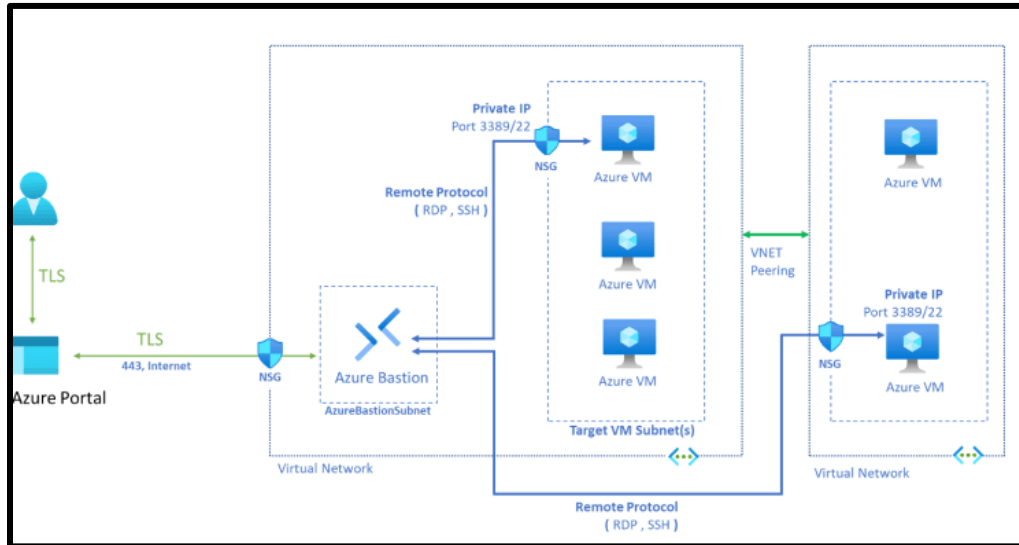 Private IP
Port 3389/22
NSG
Azure VM
Azure VM
Remote Protocol
( RDP , SSH )
TLS
Azure VM
VNET
Peering
Private IP
Port 3389/22
TLS
443, Internet
NSG
Azure Bastion
Azure VM
NSG
Azure VM
Azure Portal
AzureBastionSubnet
Target VM Subnet(s)
Virtual Network
Virtual Network
Remote Protocol
( RDP , SSH )